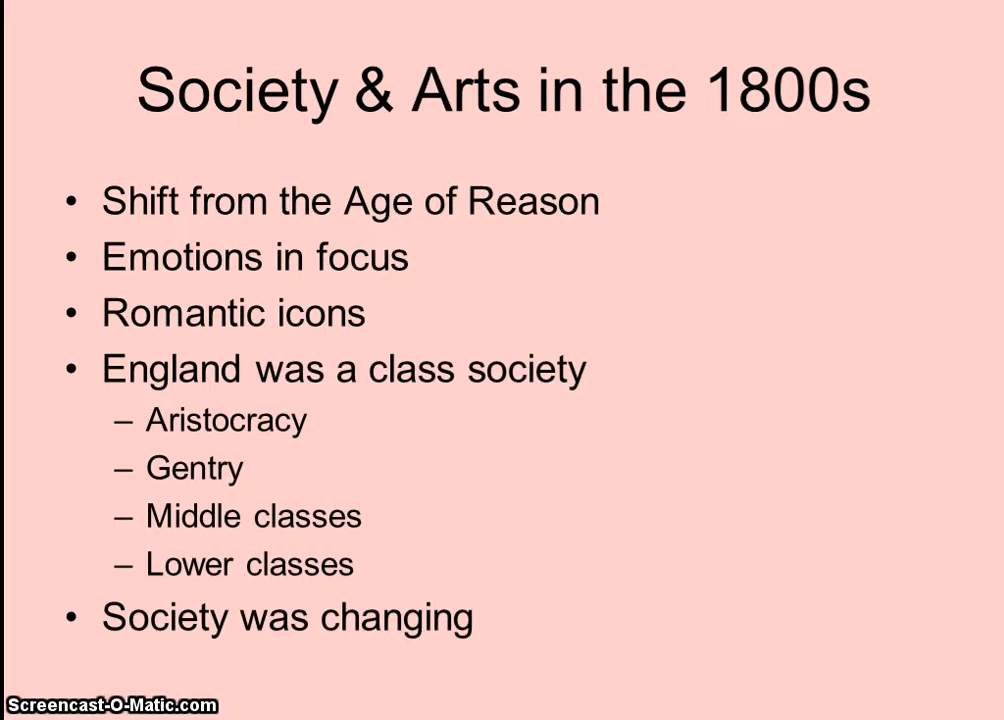 Society & Arts in the 1800s
• Shift from the Age of Reason
• Emotions in focus
• Romantic icons
• England was a class society
– Aristocracy
– Gentry
– Middle classes
– Lower classes
• Society was changing
Screencast-O-Matic.com